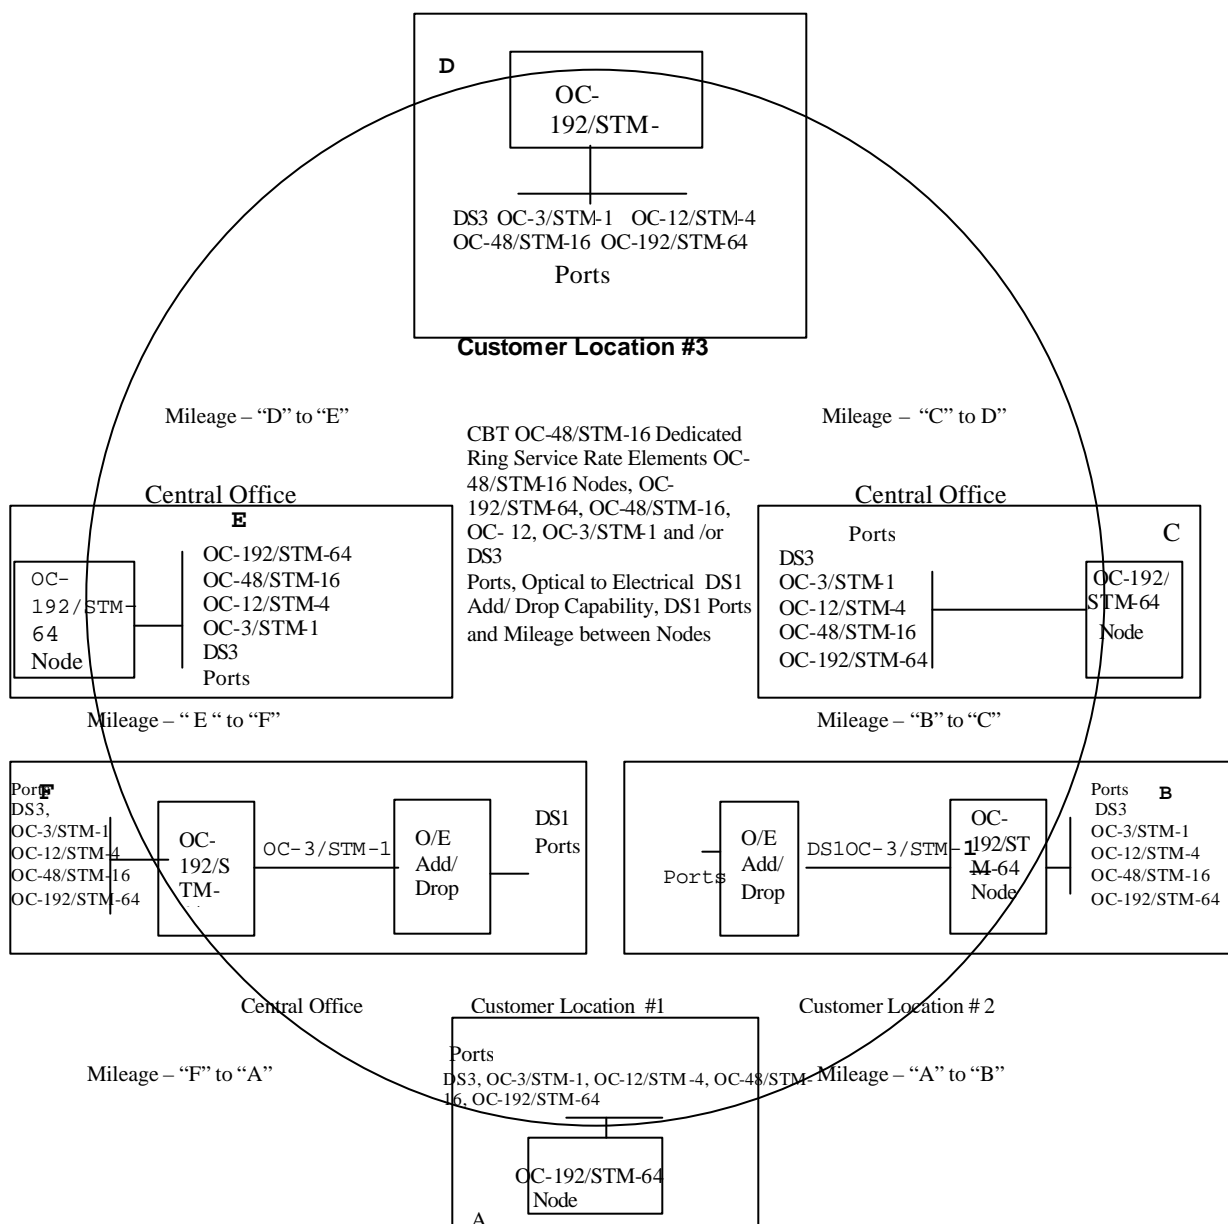 D
OC-
192/STM-
DS3 OC-3/STM-1 OC-12/STM-4
OC-48/STM-16 OC-192/STM-64
Ports
Customer Location #3
Mileage – “D” to “E”
Mileage – “C” to D”
CBT OC-48/STM-16 Dedicated
Ring Service Rate Elements OC-
48/STM-16 Nodes, OC-
192/STM-64, OC-48/STM-16,
OC- 12, OC-3/STM-1 and /or
DS3
Ports, Optical to Electrical DS1
Add/ Drop Capability, DS1 Ports
and Mileage between Nodes
Central Office
E
OC-
192/STM-
64
Node
OC-192/STM-64
OC-48/STM-16
OC-12/STM-4
OC-3/STM-1
DS3
Ports
Central Office
C
Ports
DS3
OC-3/STM-1
OC-12/STM-4
OC-48/STM-16
OC-192/STM-64
OC-192/
STM-64
Node
Mileage – “ E “ to “F”
Mileage – “B” to “C”
Ports
F
DS3,
OC-3/STM-1
OC-12/STM-4
OC-48/STM-16
OC-192/STM-64
OC-
192/S
TM-
OC-3/STM-1
O/E
Add/
Drop
DS1
Ports
Ports
O/E
Add/
Drop
DS1OC-3/STM-1
OC-
192/ST
M-64
Node
Ports
B
DS3
OC-3/STM-1
OC-12/STM-4
OC-48/STM-16
OC-192/STM-64
Central Office
Customer Location #1
Customer Location # 2
Mileage – “F” to “A”
Mileage – “A” to “B”
Ports
DS3, OC-3/STM-1, OC-12/STM-4, OC-48/STM-
16, OC-192/STM-64
OC-192/STM-64
Node
A